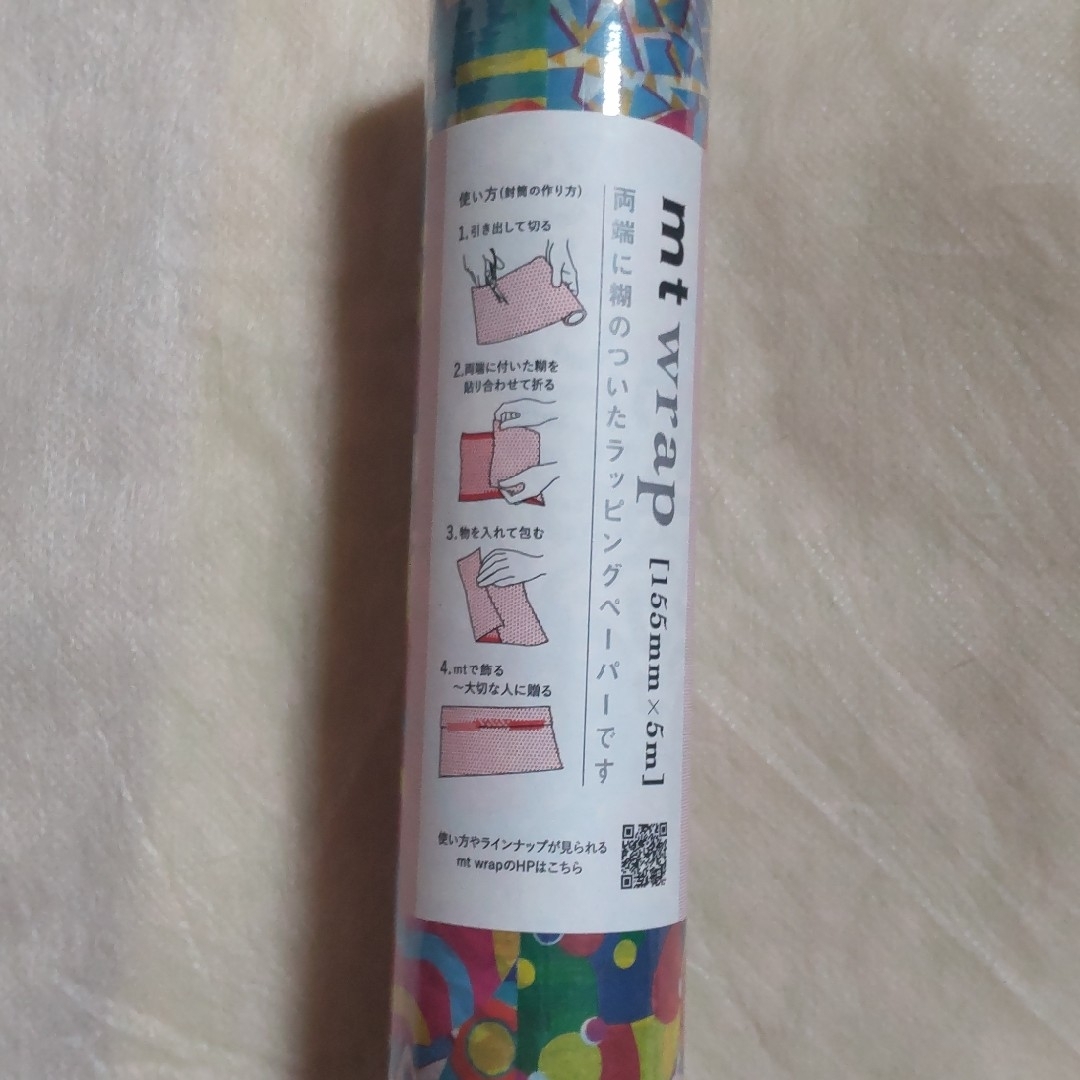 mt wrap [155mm×5m]
両端に糊のついたラッピングペーパーです
使い方(封筒の作り方)
1.引き出して切る
2.両端に付いた糊を
貼り合わせて折る
3.物を入れて包む
4.mtで飾る
～大切な人に贈る
使い方やラインナップが見られる
mt wrapのHPはこちら